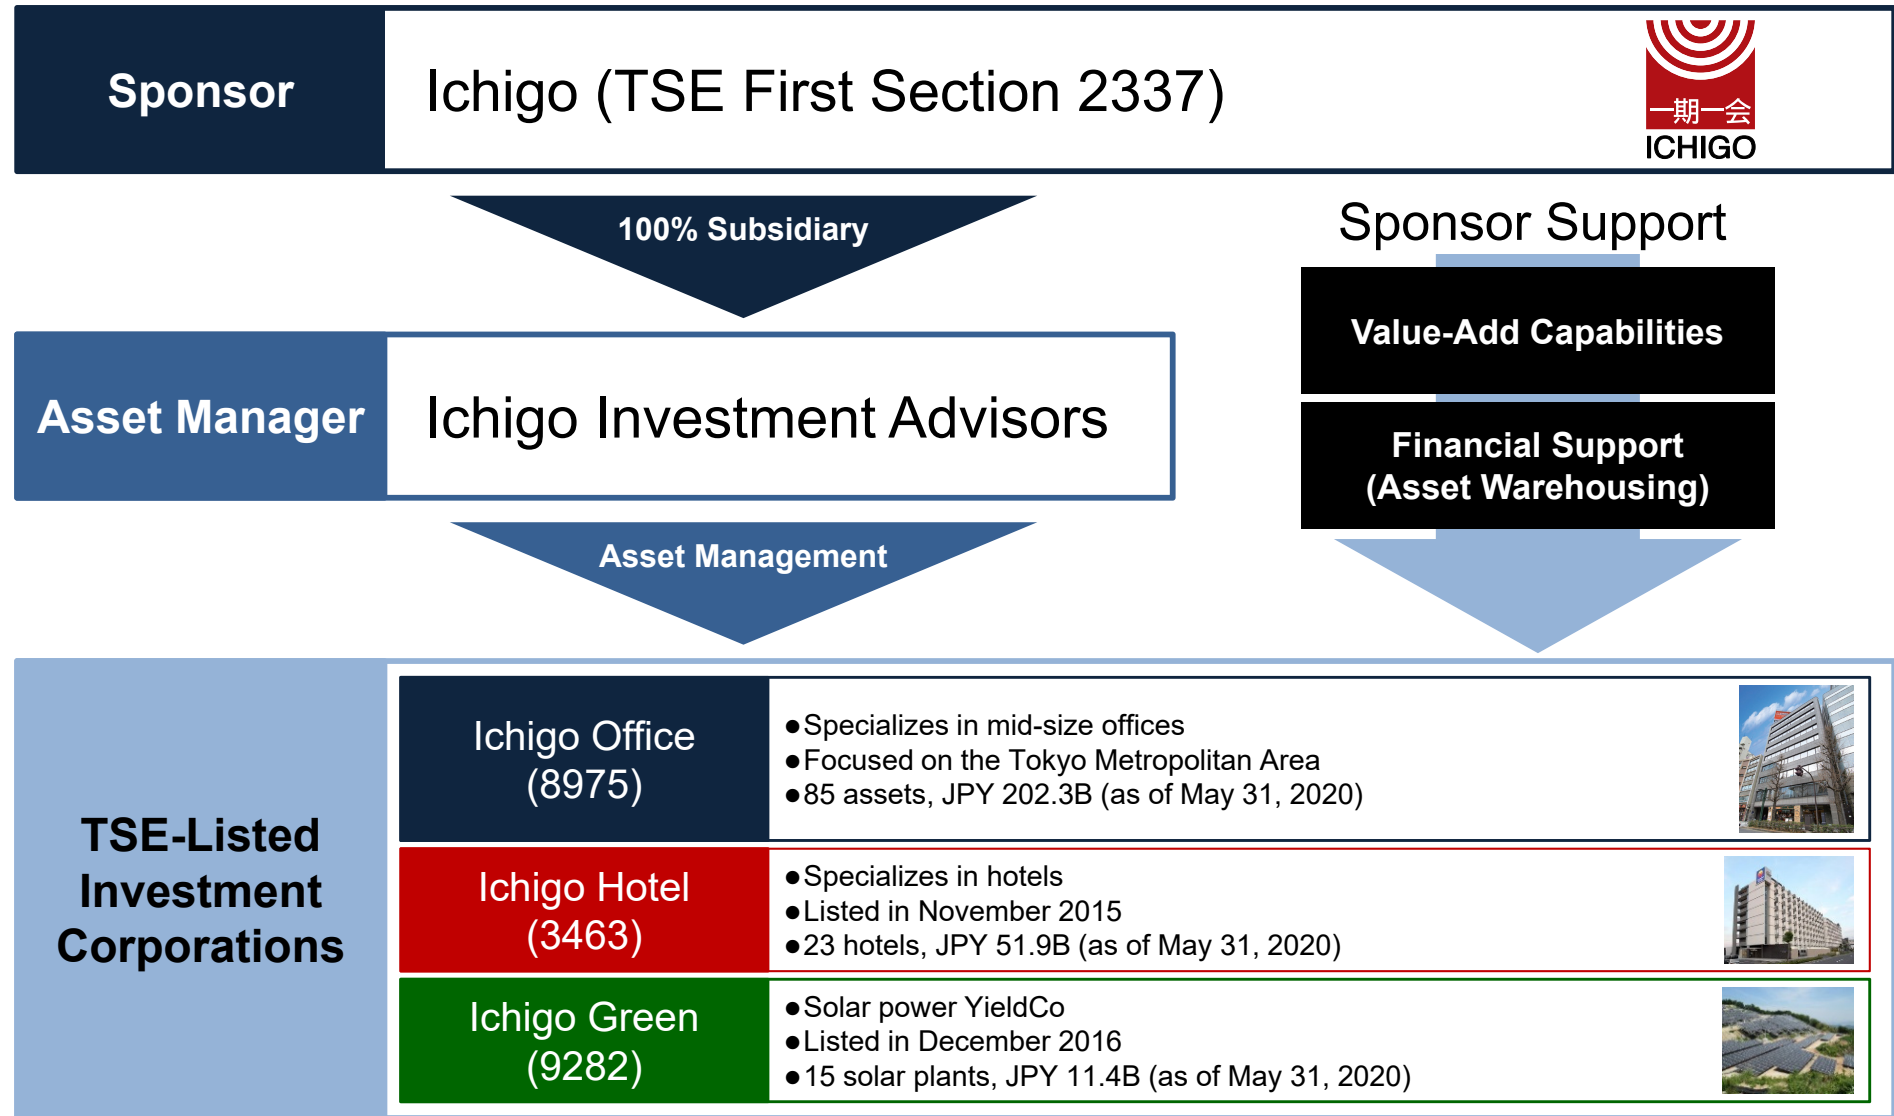 Sponsor
Ichigo (TSE First Section 2337)
一期一会
ICHIGO
100% Subsidiary
Sponsor Support
Value-Add Capabilities
Asset Manager
Ichigo Investment Advisors
Financial Support
(Asset Warehousing)
Asset Management
TSE-Listed
Investment
Corporations
Ichigo Office
(8975)
●Specializes in mid-size offices
●Focused on the Tokyo Metropolitan Area
●85 assets, JPY 202.3B (as of May 31, 2020)
Ichigo Hotel
(3463)
●Specializes in hotels
●Listed in November 2015
●23 hotels, JPY 51.9B (as of May 31, 2020)
Ichigo Green
(9282)
●Solar power YieldCo
●Listed in December 2016
●15 solar plants, JPY 11.4B (as of May 31, 2020)